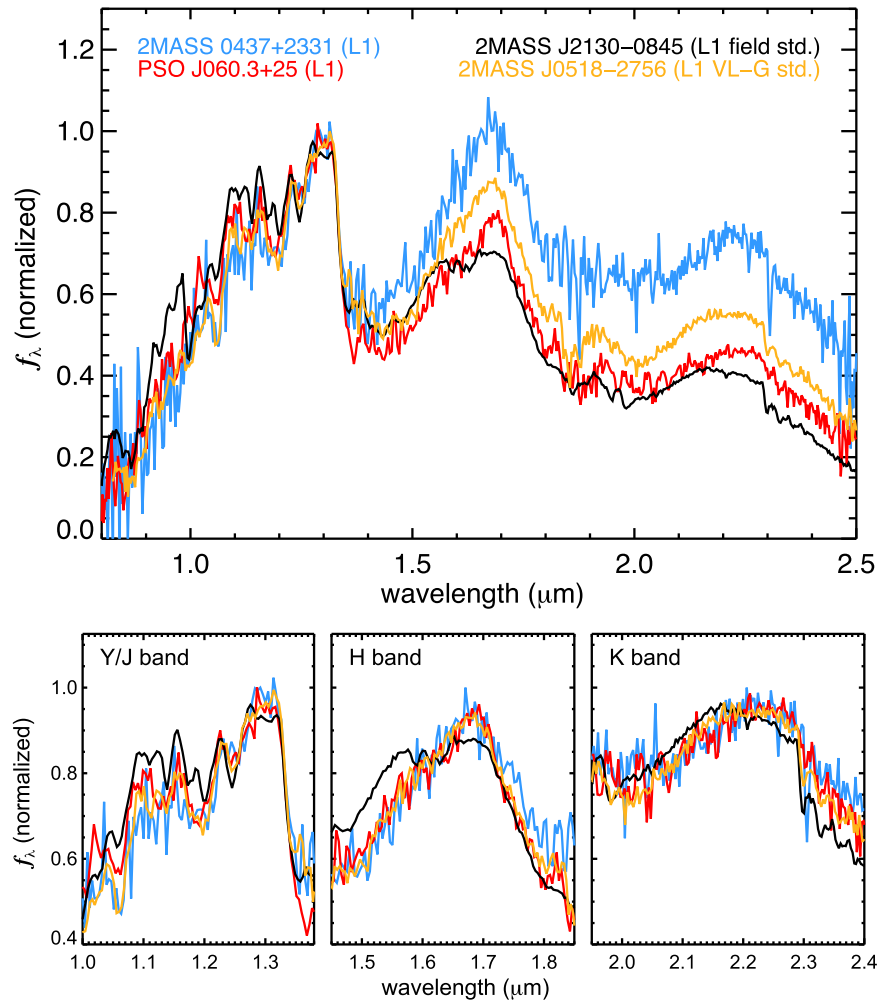 2MASS 0437+2331 (L1)
PSO J060.3+25 (L1)
2MASS J2130−0845 (L1 field std.)
2MASS J0518−2756 (L1 VL−G std.)
fλ (normalized)
1.2
1.0
0.8
0.6
0.4
0.2
0.0
1.0 1.5 2.0 2.5
wavelength (μm)
Y/J band
H band
K band
fλ (normalized)
1.0
0.8
0.6
0.4
1.0 1.1 1.2 1.3
1.5 1.6 1.7 1.8
2.0 2.1 2.2 2.3 2.4
wavelength (μm)